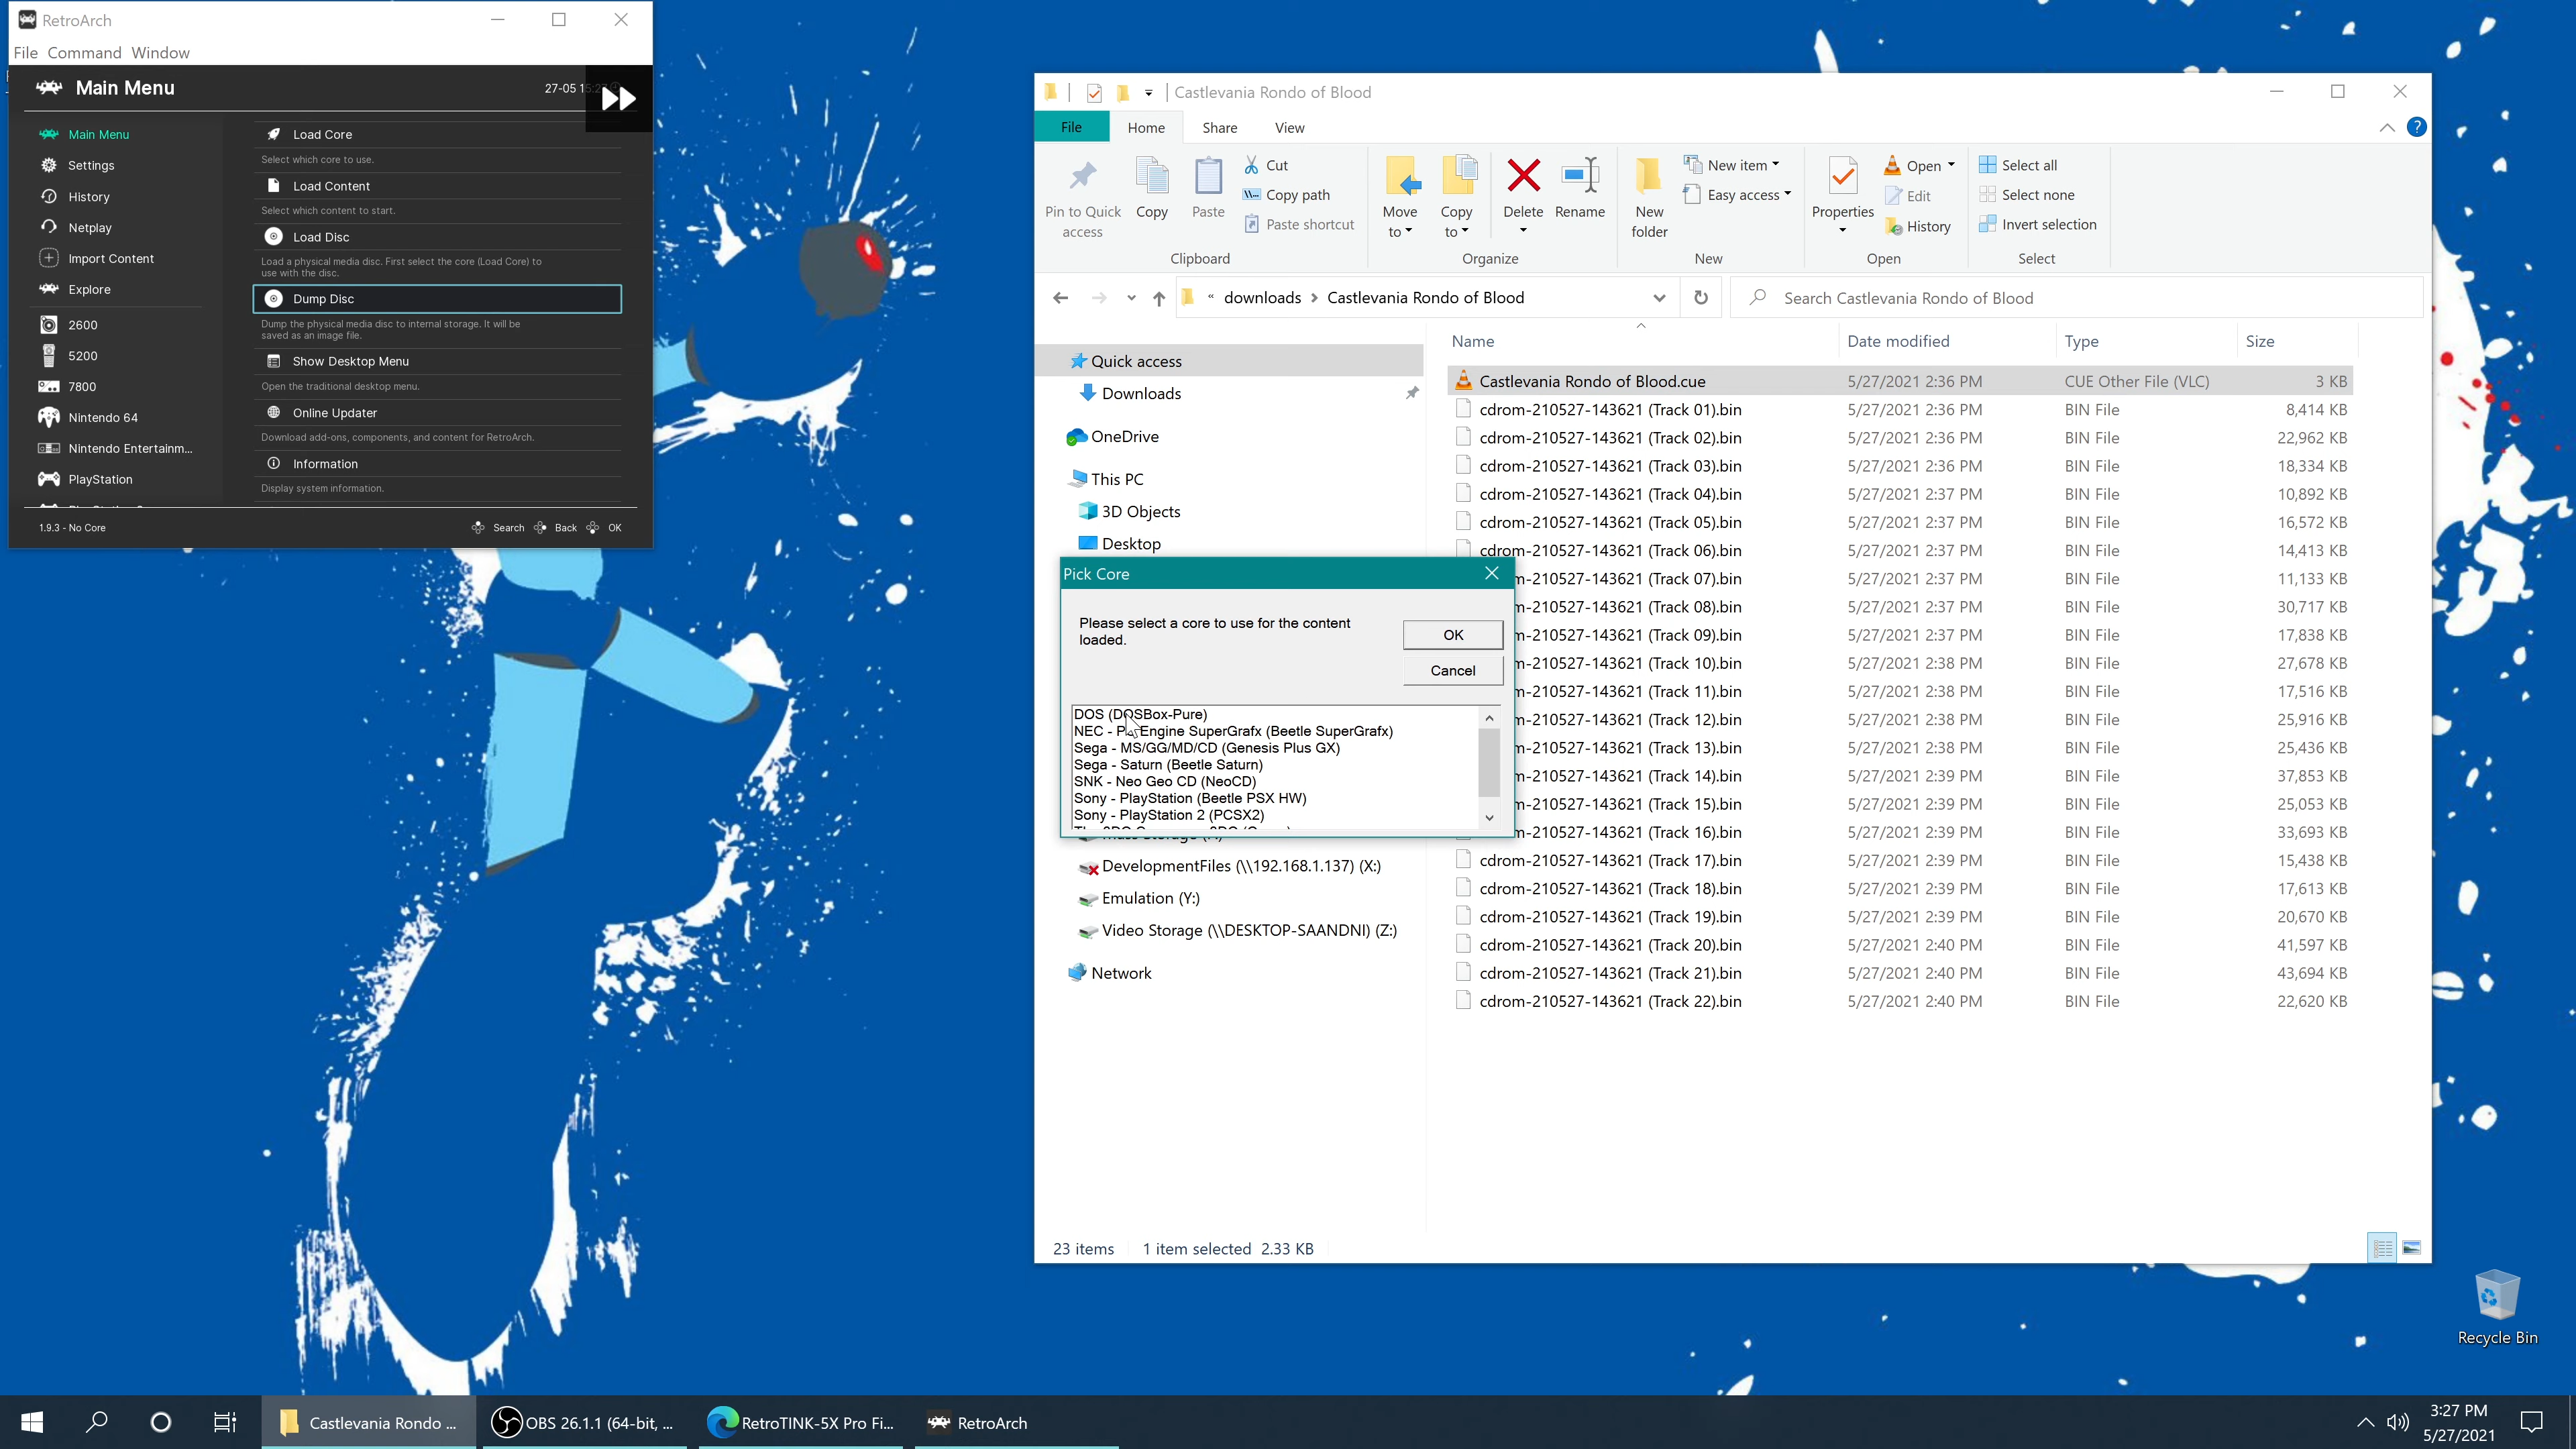 RetroArch
File Command Window
Main Menu
27-05
Main Menu
Settings
History
Netplay
Import Content
Explore
2600
5200
7800
Nintendo 64
Nintendo Entertainm...
PlayStation
Load Core
Select which core to use.
Load Content
Select which content to start.
Load Disc
Load a physical media disc. First select the core (Load Core) to
use with the disc.
Dump Disc
Dump the physical media disc to internal storage. It will be
saved as an image file.
Show Desktop Menu
Open the traditional desktop menu.
Online Updater
Download add-ons, components, and content for RetroArch.
Information
Display system information.
1.9.3 - No Core
Search Back OK
Castlevania Rondo of Blood
File Home Share View
Pin to Quick
access
Copy
Paste
Cut
Copy path
Paste shortcut
Clipboard
Move
to
Copy
to
Delete
Rename
Organize
New
folder
New item
Easy access
New
Properties
Open
Edit
History
Open
Select all
Select none
Invert selection
Select
« downloads > Castlevania Rondo of Blood
Search Castlevania Rondo of Blood
Quick access
Downloads
OneDrive
This PC
3D Objects
Desktop
DevelopmentFiles (\\192.168.1.137) (X:)
Emulation (Y:)
Video Storage (\\DESKTOP-SAANDNI) (Z:)
Network
Name Date modified Type Size
Castlevania Rondo of Blood.cue 5/27/2021 2:36 PM CUE Other File (VLC) 3 KB
cdrom-210527-143621 (Track 01).bin 5/27/2021 2:36 PM BIN File 8,414 KB
cdrom-210527-143621 (Track 02).bin 5/27/2021 2:36 PM BIN File 22,962 KB
cdrom-210527-143621 (Track 03).bin 5/27/2021 2:36 PM BIN File 18,334 KB
cdrom-210527-143621 (Track 04).bin 5/27/2021 2:37 PM BIN File 10,892 KB
cdrom-210527-143621 (Track 05).bin 5/27/2021 2:37 PM BIN File 16,572 KB
cdrom-210527-143621 (Track 06).bin 5/27/2021 2:37 PM BIN File 14,413 KB
m-210527-143621 (Track 07).bin 5/27/2021 2:37 PM BIN File 11,133 KB
m-210527-143621 (Track 08).bin 5/27/2021 2:37 PM BIN File 30,717 KB
m-210527-143621 (Track 09).bin 5/27/2021 2:37 PM BIN File 17,838 KB
m-210527-143621 (Track 10).bin 5/27/2021 2:38 PM BIN File 27,678 KB
m-210527-143621 (Track 11).bin 5/27/2021 2:38 PM BIN File 17,516 KB
m-210527-143621 (Track 12).bin 5/27/2021 2:38 PM BIN File 25,916 KB
m-210527-143621 (Track 13).bin 5/27/2021 2:38 PM BIN File 25,436 KB
m-210527-143621 (Track 14).bin 5/27/2021 2:39 PM BIN File 37,853 KB
m-210527-143621 (Track 15).bin 5/27/2021 2:39 PM BIN File 25,053 KB
m-210527-143621 (Track 16).bin 5/27/2021 2:39 PM BIN File 33,693 KB
cdrom-210527-143621 (Track 17).bin 5/27/2021 2:39 PM BIN File 15,438 KB
cdrom-210527-143621 (Track 18).bin 5/27/2021 2:39 PM BIN File 17,613 KB
cdrom-210527-143621 (Track 19).bin 5/27/2021 2:39 PM BIN File 20,670 KB
cdrom-210527-143621 (Track 20).bin 5/27/2021 2:40 PM BIN File 41,597 KB
cdrom-210527-143621 (Track 21).bin 5/27/2021 2:40 PM BIN File 43,694 KB
cdrom-210527-143621 (Track 22).bin 5/27/2021 2:40 PM BIN File 22,620 KB
23 items 1 item selected 2.33 KB
Pick Core
Please select a core to use for the content
loaded.
OK
Cancel
DOS (DOSBox-Pure)
NEC - PC Engine SuperGrafx (Beetle SuperGrafx)
Sega - MS/GG/MD/CD (Genesis Plus GX)
Sega - Saturn (Beetle Saturn)
SNK - Neo Geo CD (NeoCD)
Sony - PlayStation (Beetle PSX HW)
Sony - PlayStation 2 (PCSX2)
Recycle Bin
Castlevania Rondo ...
OBS 26.1.1 (64-bit, ...
RetroTINK-5X Pro Fi...
RetroArch
3:27 PM
5/27/2021